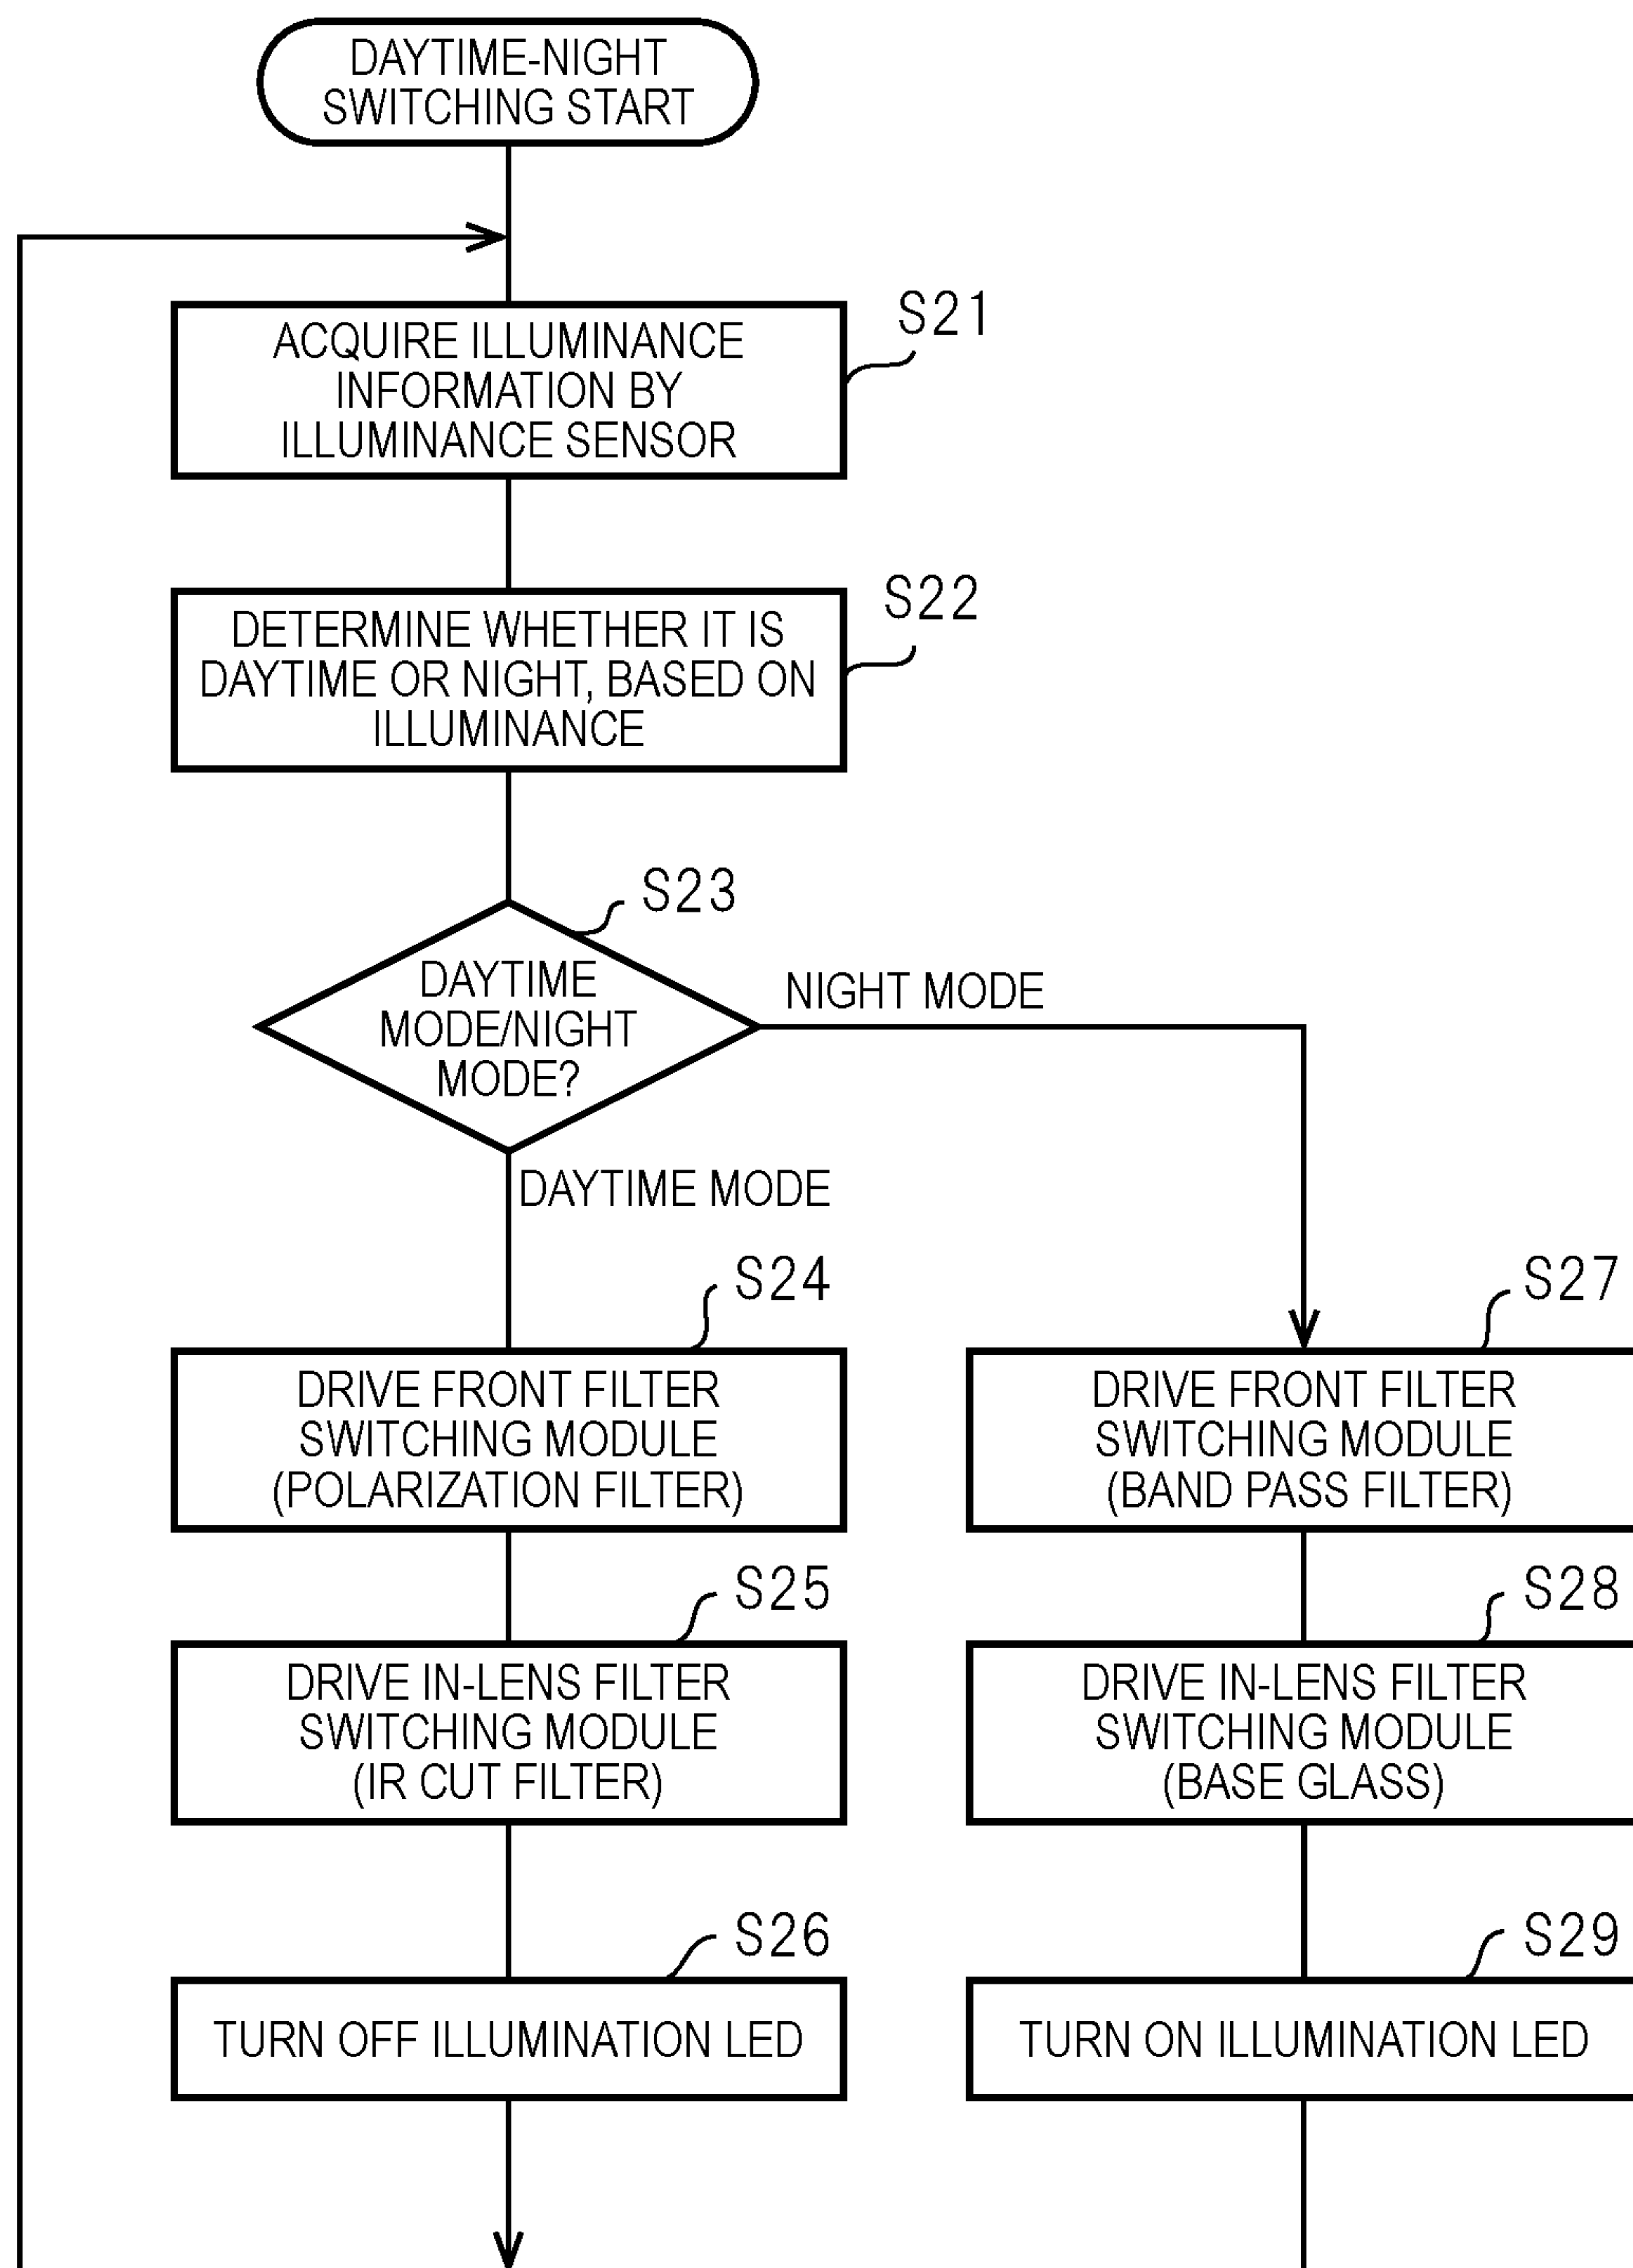 DAYTIME-NIGHT
SWITCHING START
S21
ACQUIRE ILLUMINANCE
INFORMATION BY
ILLUMINANCE SENSOR
S22
DETERMINE WHETHER IT IS
DAYTIME OR NIGHT, BASED ON
ILLUMINANCE
S23
DAYTIME
MODE/NIGHT
MODE?
NIGHT MODE
DAYTIME MODE
S24
DRIVE FRONT FILTER
SWITCHING MODULE
(POLARIZATION FILTER)
S25
DRIVE IN-LENS FILTER
SWITCHING MODULE
(IR CUT FILTER)
S26
TURN OFF ILLUMINATION LED
S27
DRIVE FRONT FILTER
SWITCHING MODULE
(BAND PASS FILTER)
S28
DRIVE IN-LENS FILTER
SWITCHING MODULE
(BASE GLASS)
S29
TURN ON ILLUMINATION LED